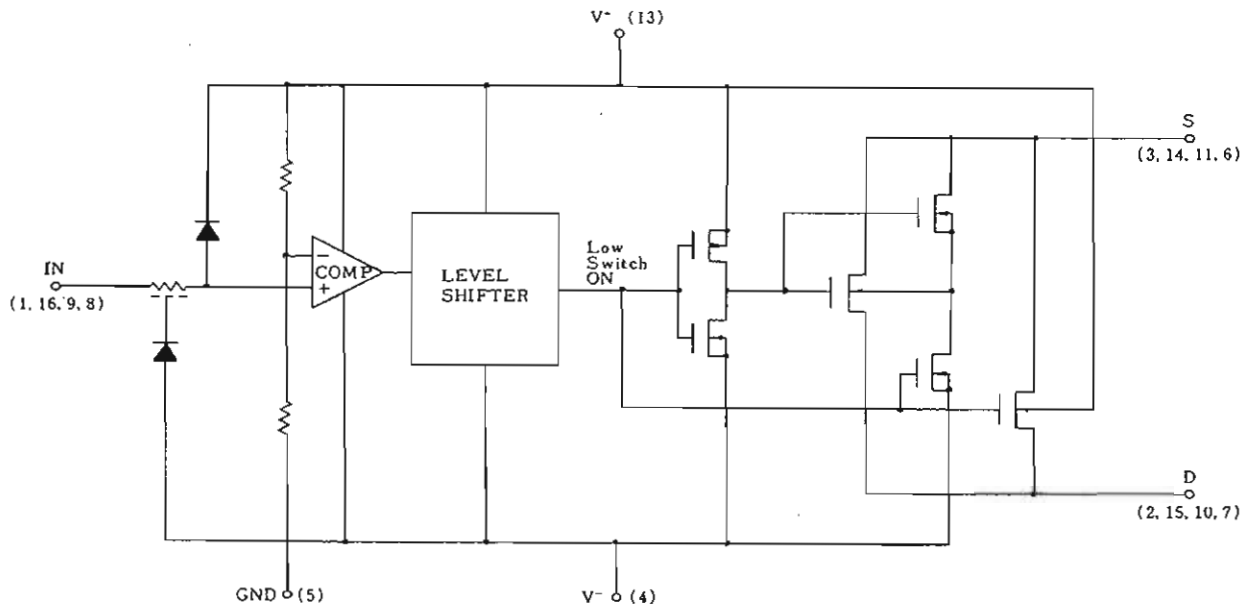 V⁺ (13)
S
(3, 14, 11, 6)
IN
(1, 16, 9, 8)
−
COMP
+
LEVEL
SHIFTER
Low
Switch
ON
D
(2, 15, 10, 7)
GND (5)
V⁻ (4)